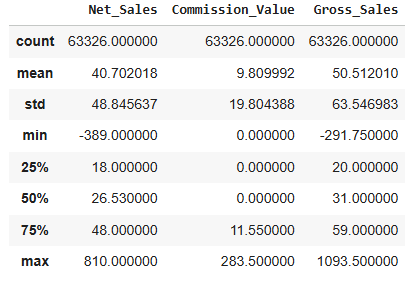 Net_Sales Commission_Value Gross_Sales
count 63326.000000 63326.000000 63326.000000
mean 40.702018 9.809992 50.512010
std 48.845637 19.804388 63.546983
min -389.000000 0.000000 -291.750000
25% 18.000000 0.000000 20.000000
50% 26.530000 0.000000 31.000000
75% 48.000000 11.550000 59.000000
max 810.000000 283.500000 1093.500000